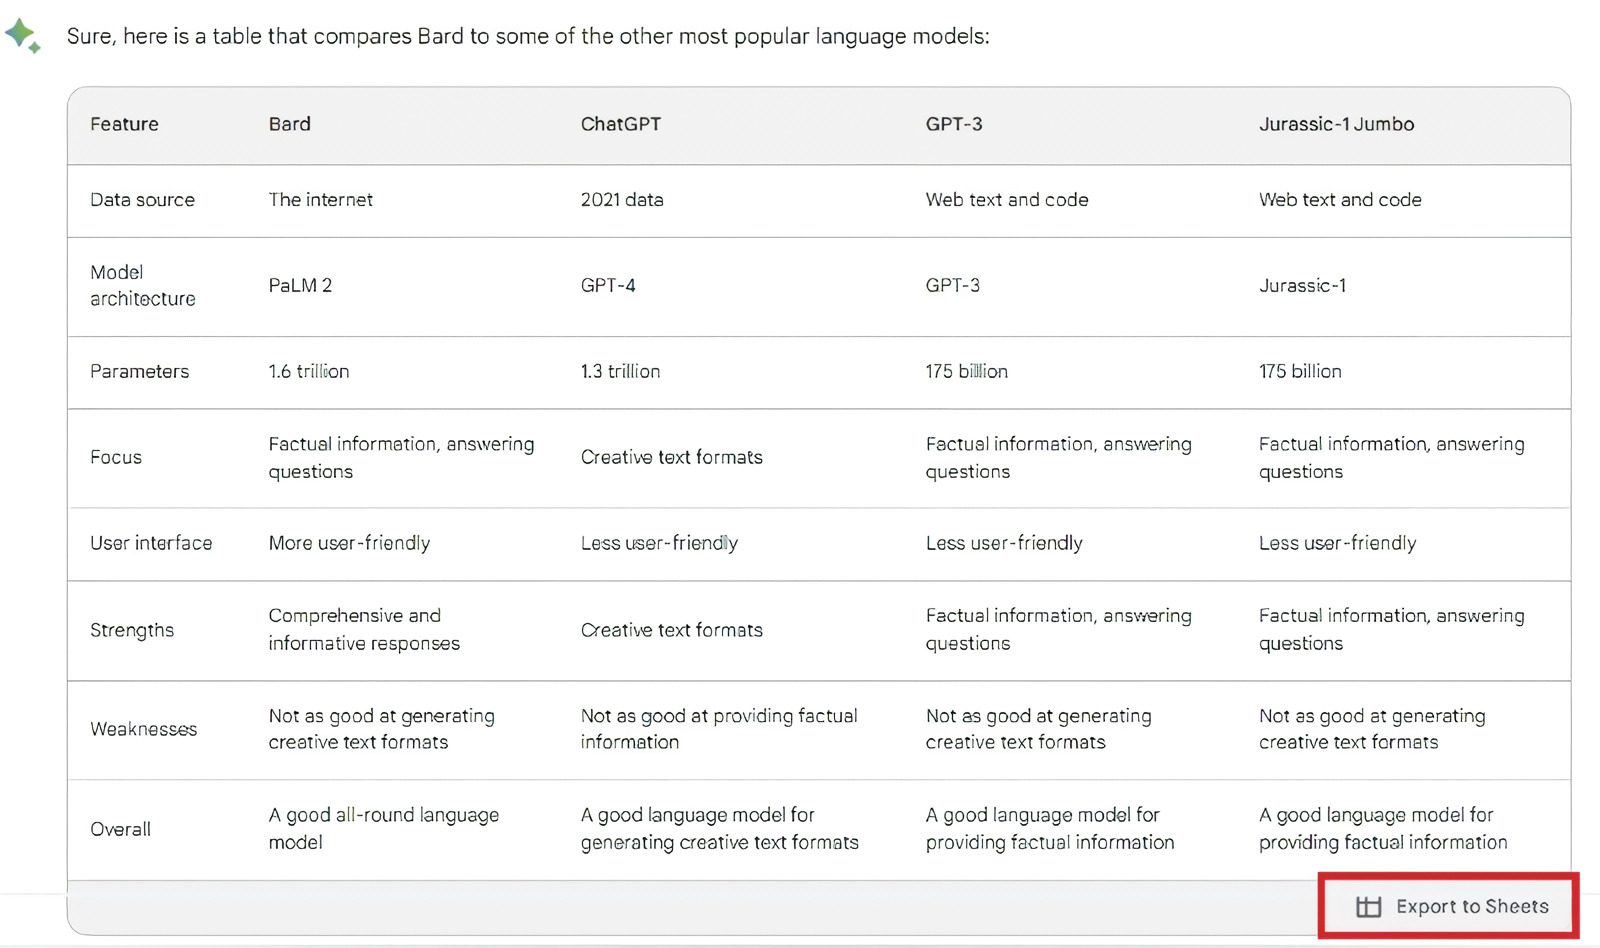 Sure, here is a table that compares Bard to some of the other most popular language models:
Feature Bard ChatGPT GPT-3 Jurassic-1 Jumbo
Data source The internet 2021 data Web text and code Web text and code
Model architecture PaLM 2 GPT-4 GPT-3 Jurassic-1
Parameters 1.6 trillion 1.3 trillion 175 billion 175 billion
Focus Factual information, answering questions Creative text formats Factual information, answering questions Factual information, answering questions
User interface More user-friendly Less user-friendly Less user-friendly Less user-friendly
Strengths Comprehensive and informative responses Creative text formats Factual information, answering questions Factual information, answering questions
Weaknesses Not as good at generating creative text formats Not as good at providing factual information Not as good at generating creative text formats Not as good at generating creative text formats
Overall A good all-round language model A good language model for generating creative text formats A good language model for providing factual information A good language model for providing factual information
Export to Sheets